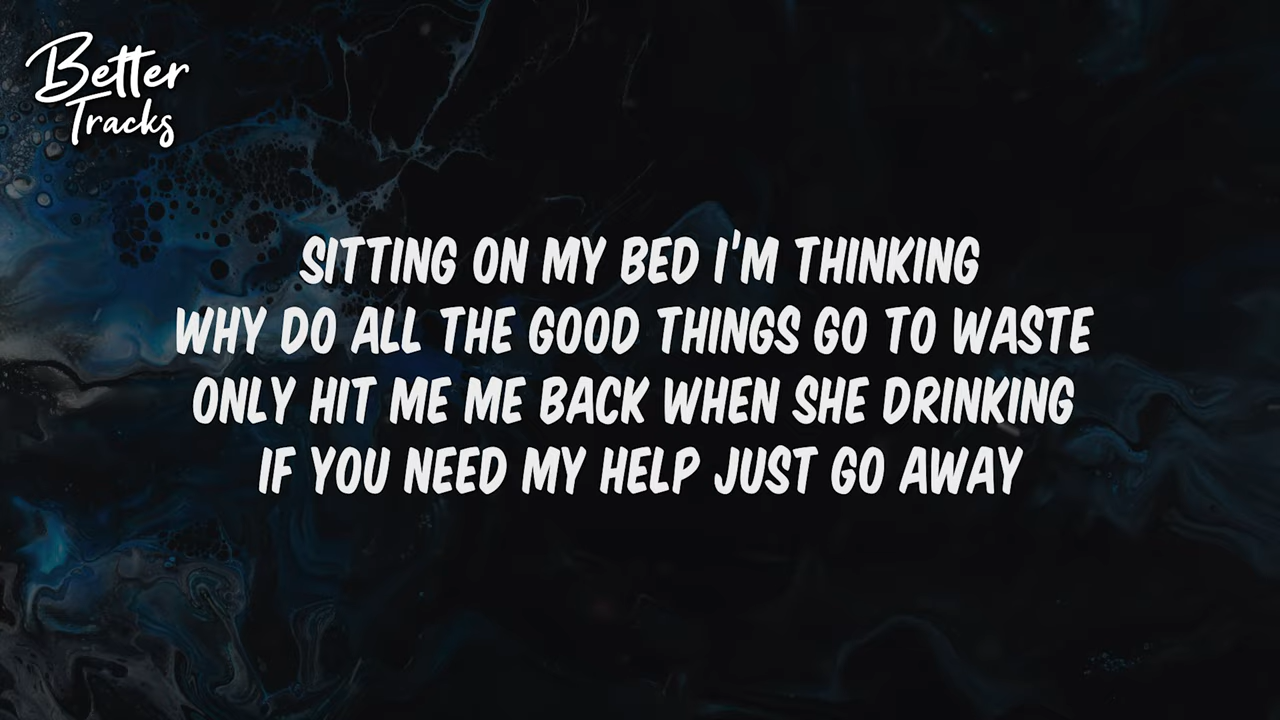 Better
Tracks
SITTING ON MY BED I'M THINKING
WHY DO ALL THE GOOD THINGS GO TO WASTE
ONLY HIT ME ME BACK WHEN SHE DRINKING
IF YOU NEED MY HELP JUST GO AWAY